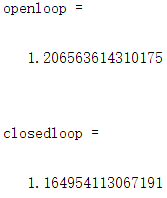 openloop =
1.206563614310175
closedloop =
1.164954113067191